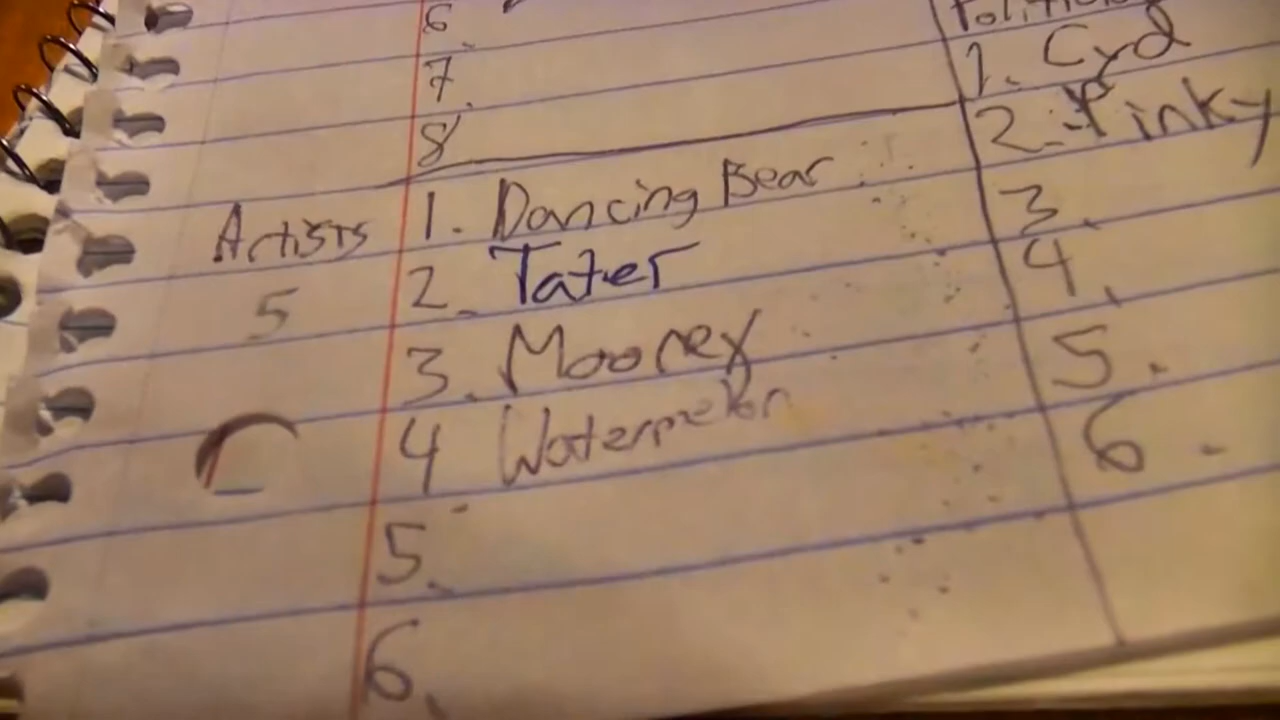 6.
7.
8
Artists
5
1. Dancing Bear
2. Tater
3. Moonex
4 Watermelon
5.
6.
1. Cyd
2. Pinky
3.
4.
5.
6.